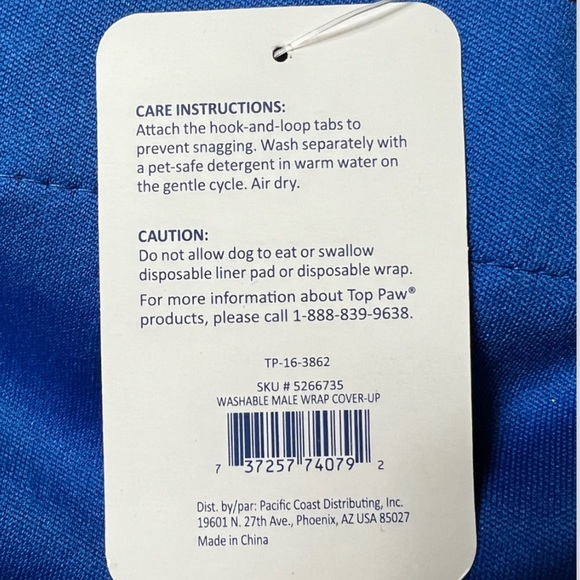 CARE INSTRUCTIONS:
Attach the hook-and-loop tabs to
prevent snagging. Wash separately with
a pet-safe detergent in warm water on
the gentle cycle. Air dry.
CAUTION:
Do not allow dog to eat or swallow
disposable liner pad or disposable wrap.
For more information about Top Paw®
products, please call 1-888-839-9638.
TP-16-3862
SKU # 5266735
WASHABLE MALE WRAP COVER-UP
7 37257 74079 2
Dist. by/par: Pacific Coast Distributing, Inc.
19601 N. 27th Ave., Phoenix, AZ USA 85027
Made in China